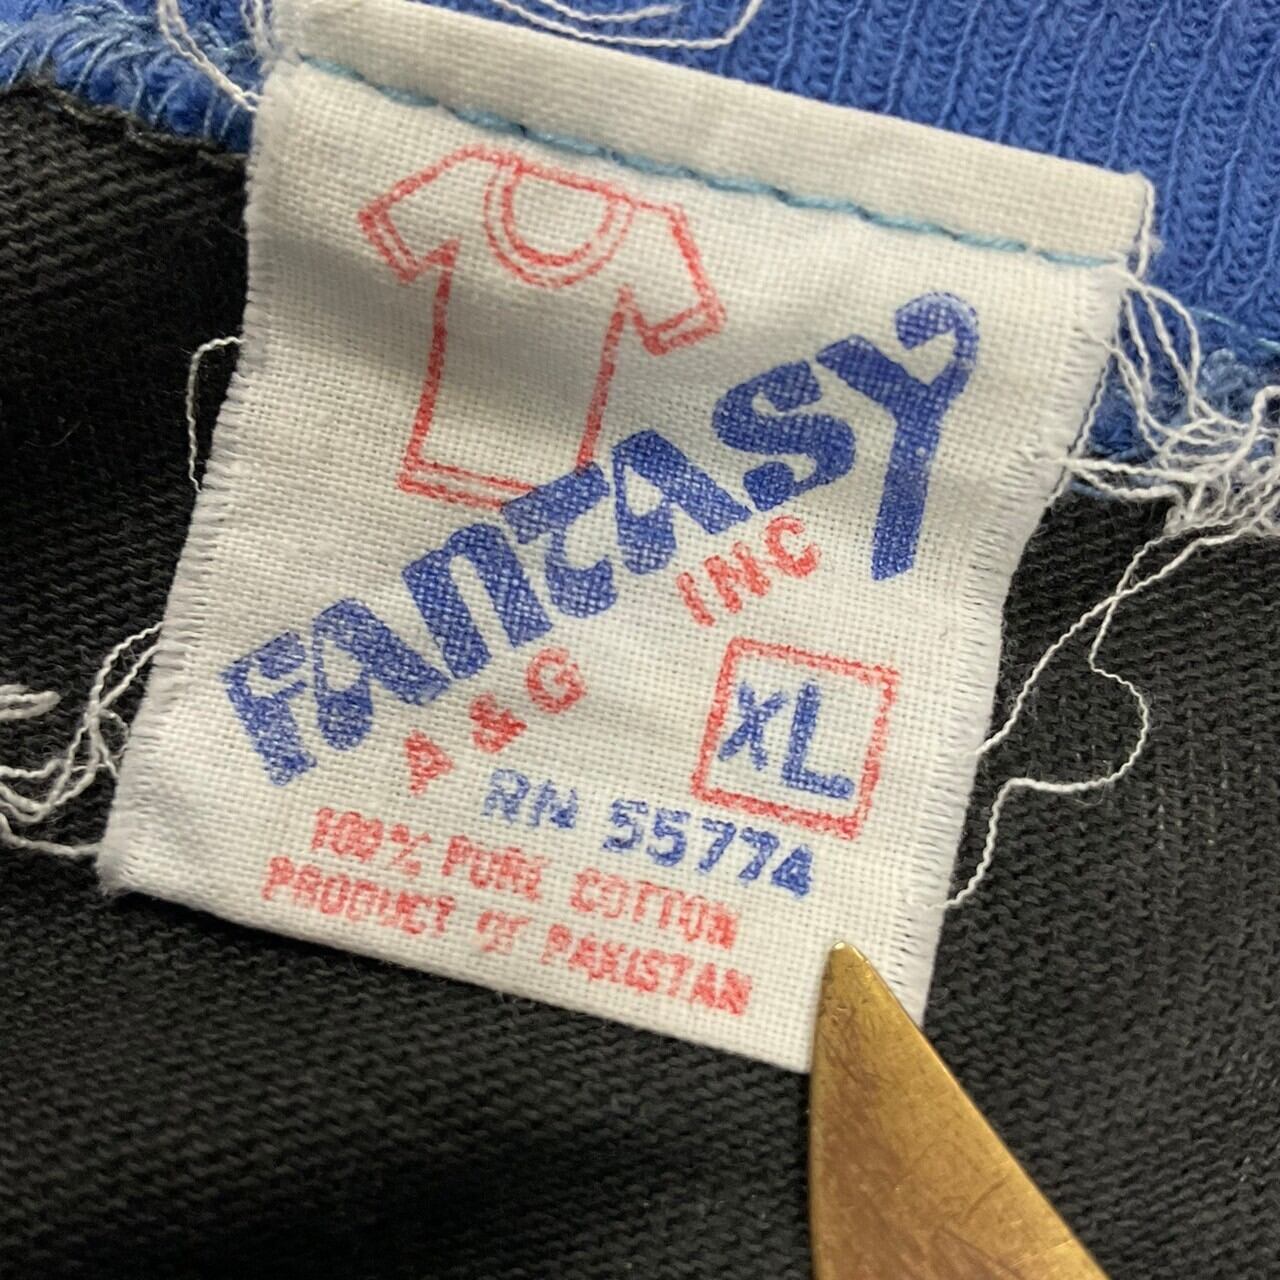 FANTASY
INC
A & G
XL
RN 55774
100% PURE COTTON
PRODUCT OF PAKISTAN